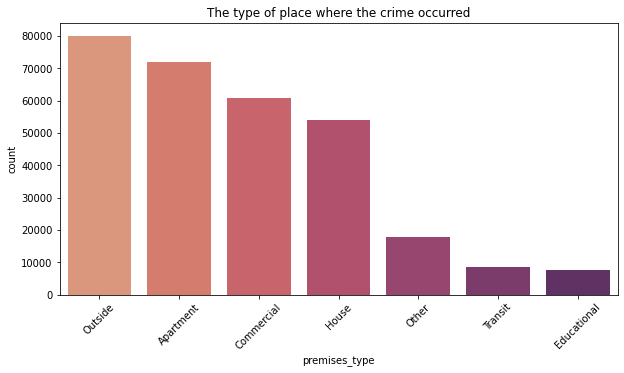 The type of place where the crime occurred
80000
70000
60000
50000
40000
30000
20000
10000
0
count
Outside
Apartment
Commercial
House
Other
Transit
Educational
premises_type